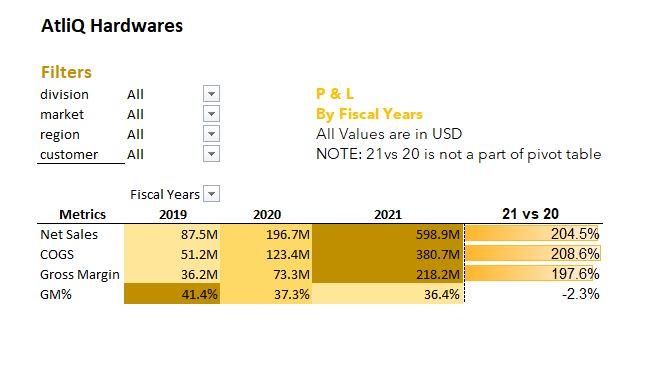 AtliQ Hardwares
Filters
division All
market All
region All
customer All
P & L
By Fiscal Years
All Values are in USD
NOTE: 21vs 20 is not a part of pivot table
Fiscal Years
Metrics 2019 2020 2021 21 vs 20
Net Sales 87.5M 196.7M 598.9M 204.5%
COGS 51.2M 123.4M 380.7M 208.6%
Gross Margin 36.2M 73.3M 218.2M 197.6%
GM% 41.4% 37.3% 36.4% -2.3%